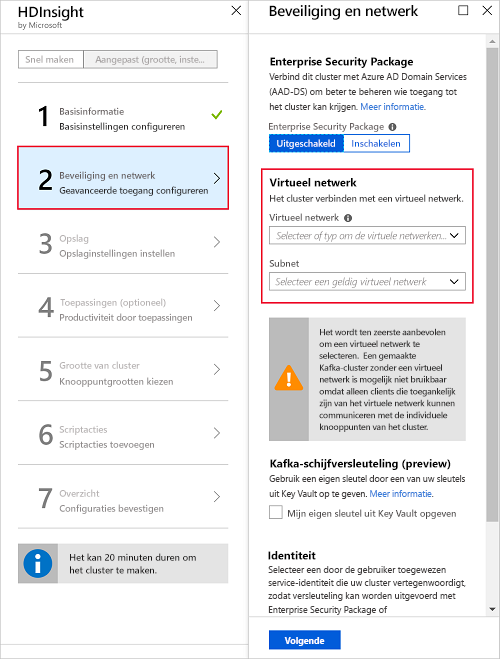 HDInsight
by Microsoft
Snel maken
Aangepast (grootte, inste...
1
Basisinformatie
Basisinstellingen configureren
2
Beveiliging en netwerk
Geavanceerde toegang configureren
3
Opslag
Opslaginstellingen instellen
4
Toepassingen (optioneel)
Productiviteit door toepassingen
5
Grootte van cluster
Knooppuntgrootten kiezen
6
Scriptacties
Scriptacties toevoegen
7
Overzicht
Configuraties bevestigen
Het kan 20 minuten duren om
het cluster te maken.
Beveiliging en netwerk
Enterprise Security Package
Verbind dit cluster met Azure AD Domain Services
(AAD-DS) om beter te beheren wie toegang tot
het cluster kan krijgen. Meer informatie.
Enterprise Security Package
Uitgeschakeld
Inschakelen
Virtueel netwerk
Het cluster verbinden met een virtueel netwerk.
Virtueel netwerk
Selecteer of typ om de virtuele netwerken...
Subnet
Selecteer een geldig virtueel netwerk
Het wordt ten zeerste aanbevolen
om een virtueel netwerk te
selecteren. Een gemaakte
Kafka-cluster zonder een virtueel
netwerk is mogelijk niet bruikbaar
omdat alleen clients die toegankelijk
zijn van het virtuele netwerk kunnen
communiceren met de individuele
knooppunten van het cluster.
Kafka-schijfversleuteling (preview)
Gebruik een eigen sleutel door een van uw sleutels
uit Key Vault op te geven. Meer informatie.
Mijn eigen sleutel uit Key Vault opgeven
Identiteit
Selecteer een door de gebruiker toegewezen
service-identiteit die uw cluster vertegenwoordigt,
zodat versleuteling kan worden uitgevoerd met
Enterprise Security Package of
Volgende